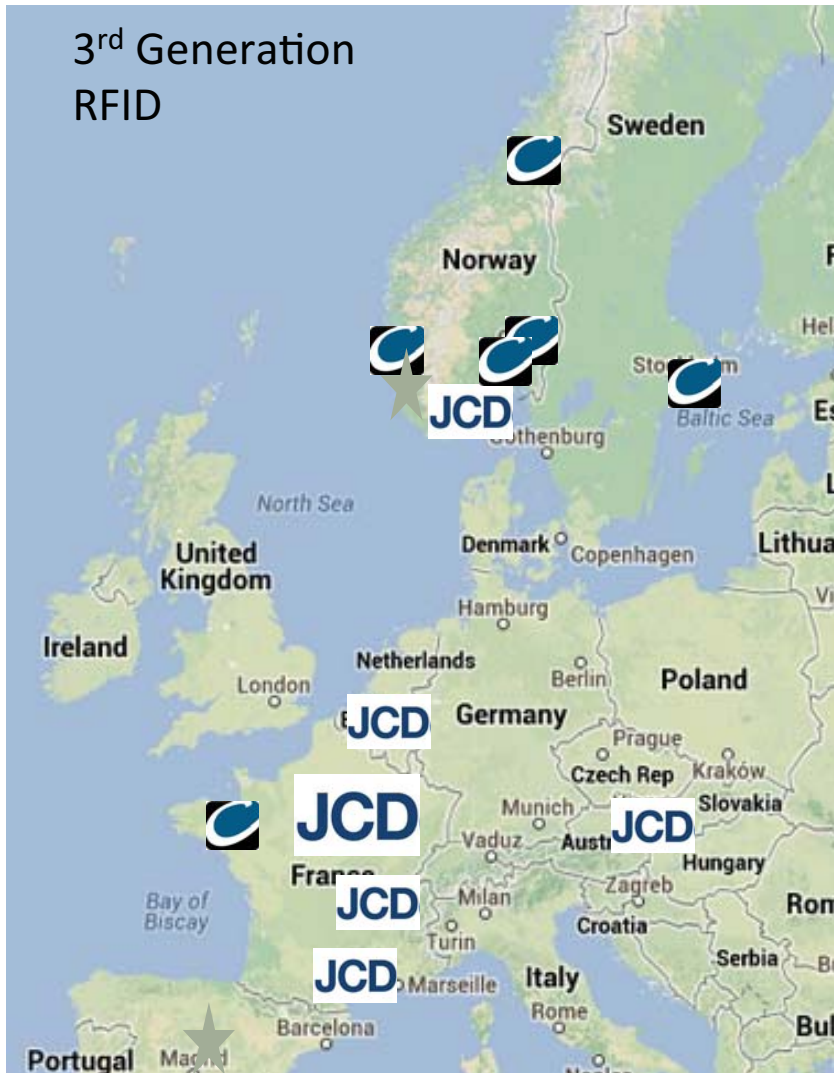 3rd Generation
RFID
Sweden
Norway
JCD
Gothenburg
Baltic Sea
North Sea
Denmark
Copenhagen
United
Kingdom
Hamburg
Ireland
Netherlands
London
Berlin
Poland
JCD
Germany
Prague
Czech Rep
Kraków
JCD
Munich
JCD
Slovakia
Vaduz
Hungary
France
Bay of
Biscay
JCD
Milan
Zagreb
Turin
Croatia
JCD
Marseille
Italy
Serbia
Rome
Barcelona
Portugal
Madrid